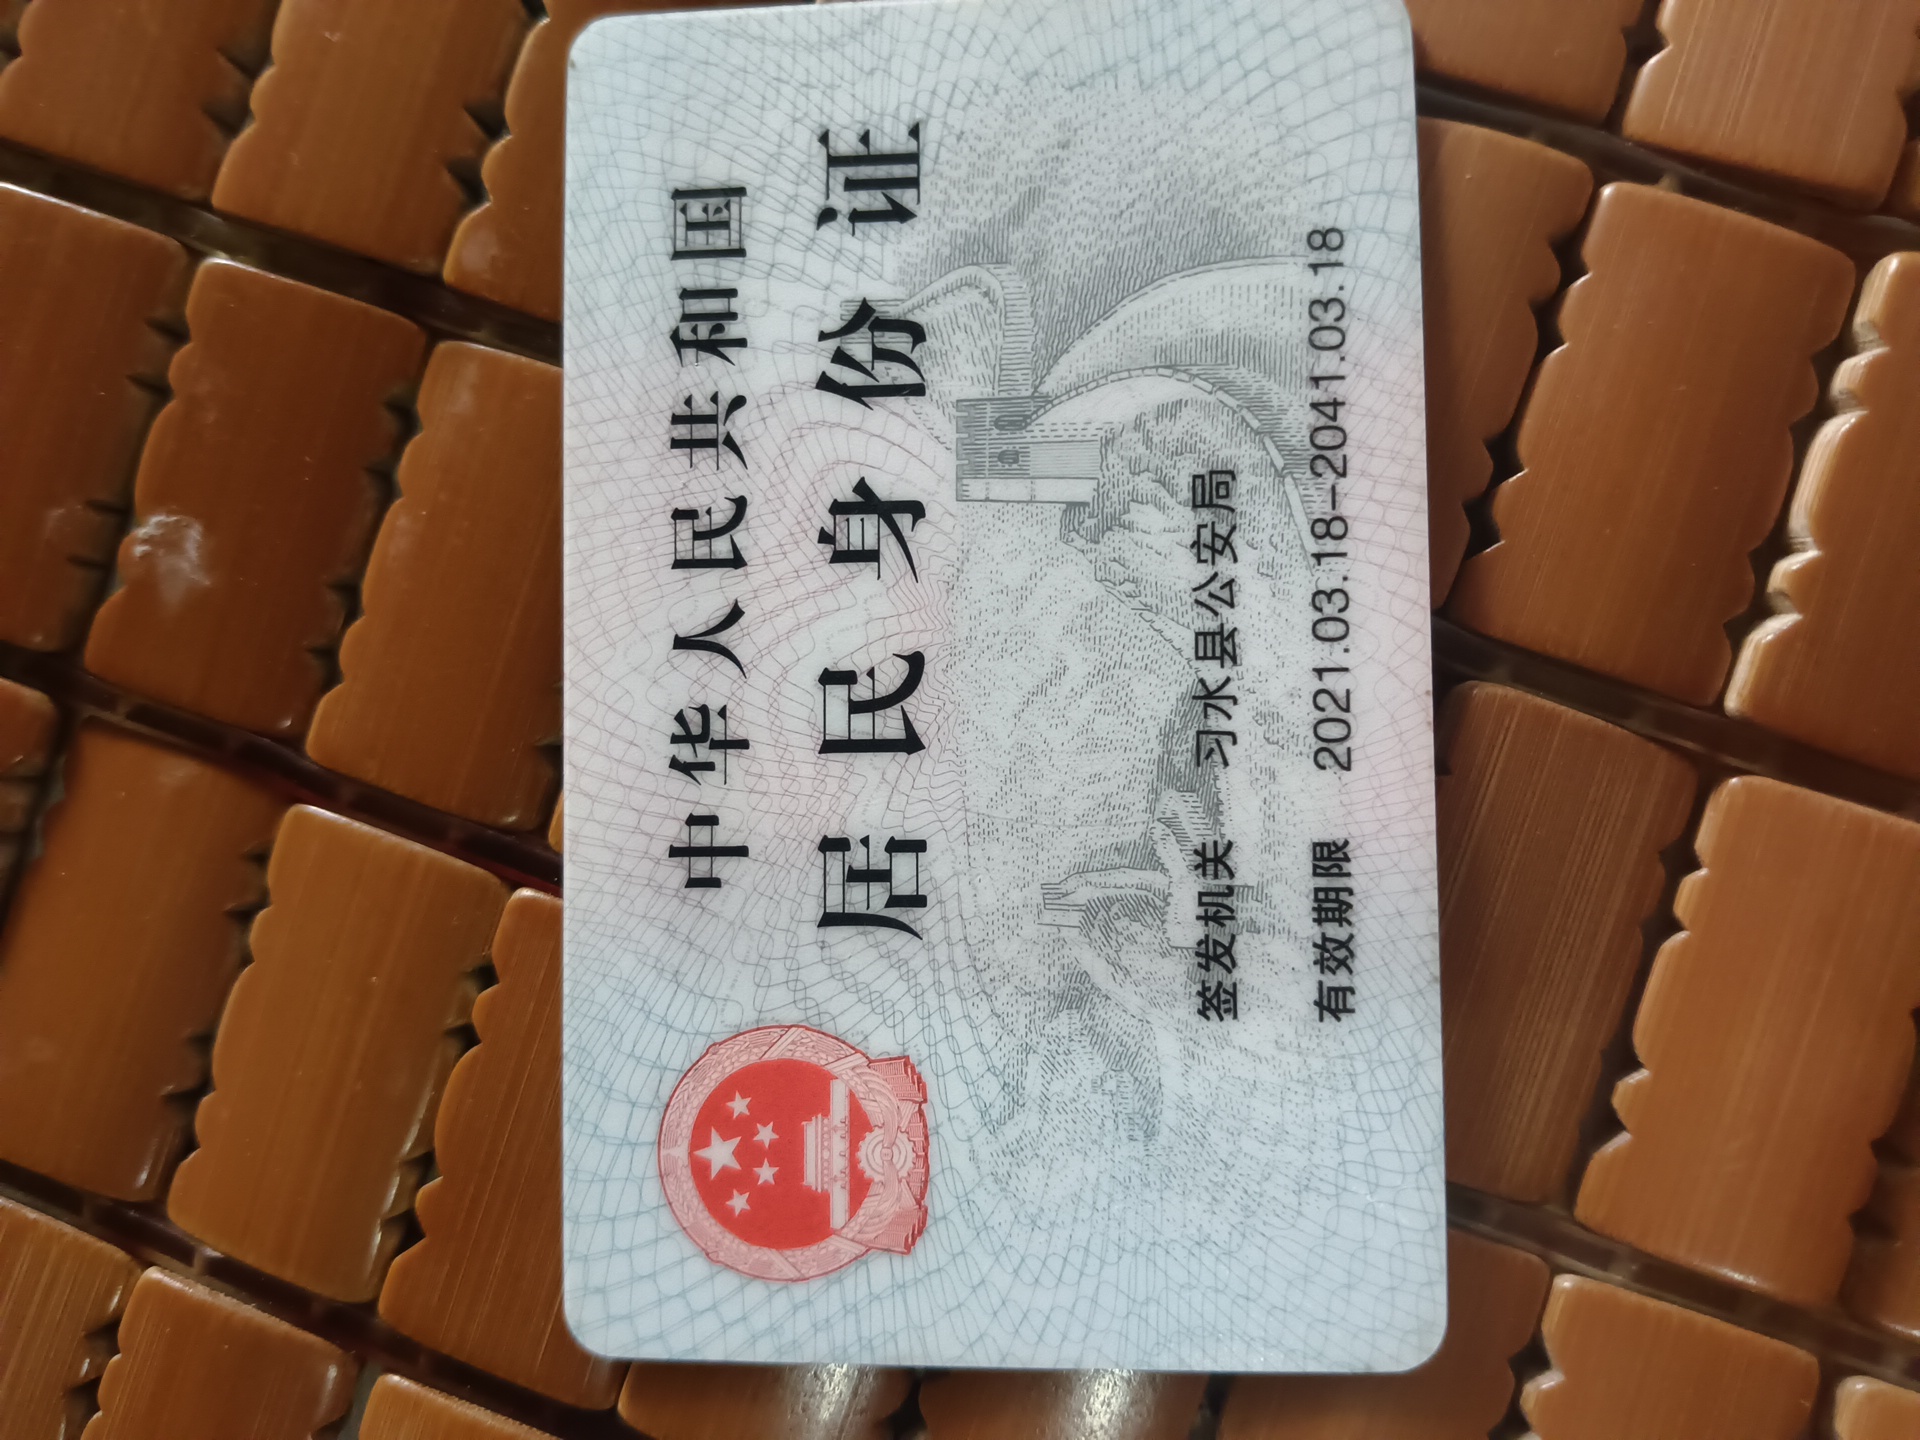 中华人民共和国
居民身份证
签发机关 习水县公安局
有效期限 2021.03.18-2041.03.18